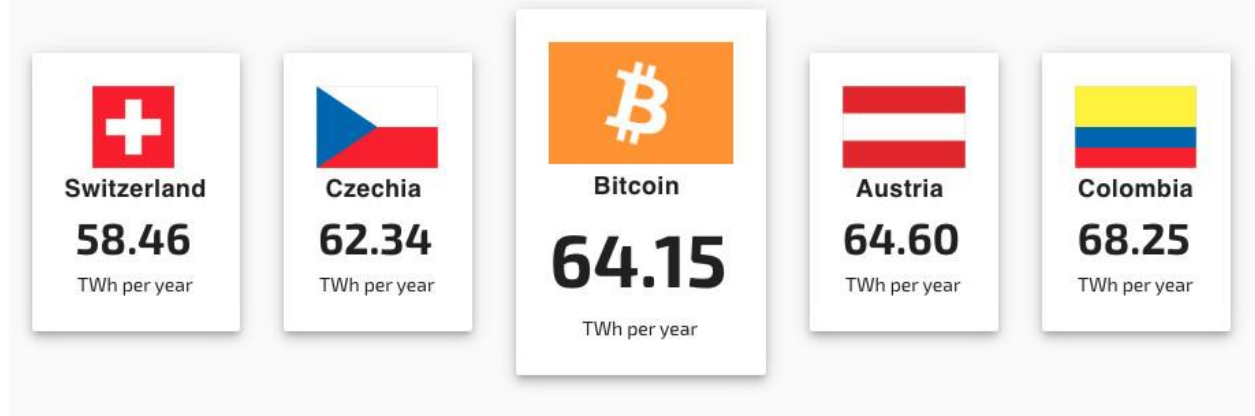 Switzerland
58.46
TWh per year
Czechia
62.34
TWh per year
Bitcoin
64.15
TWh per year
Austria
64.60
TWh per year
Colombia
68.25
TWh per year